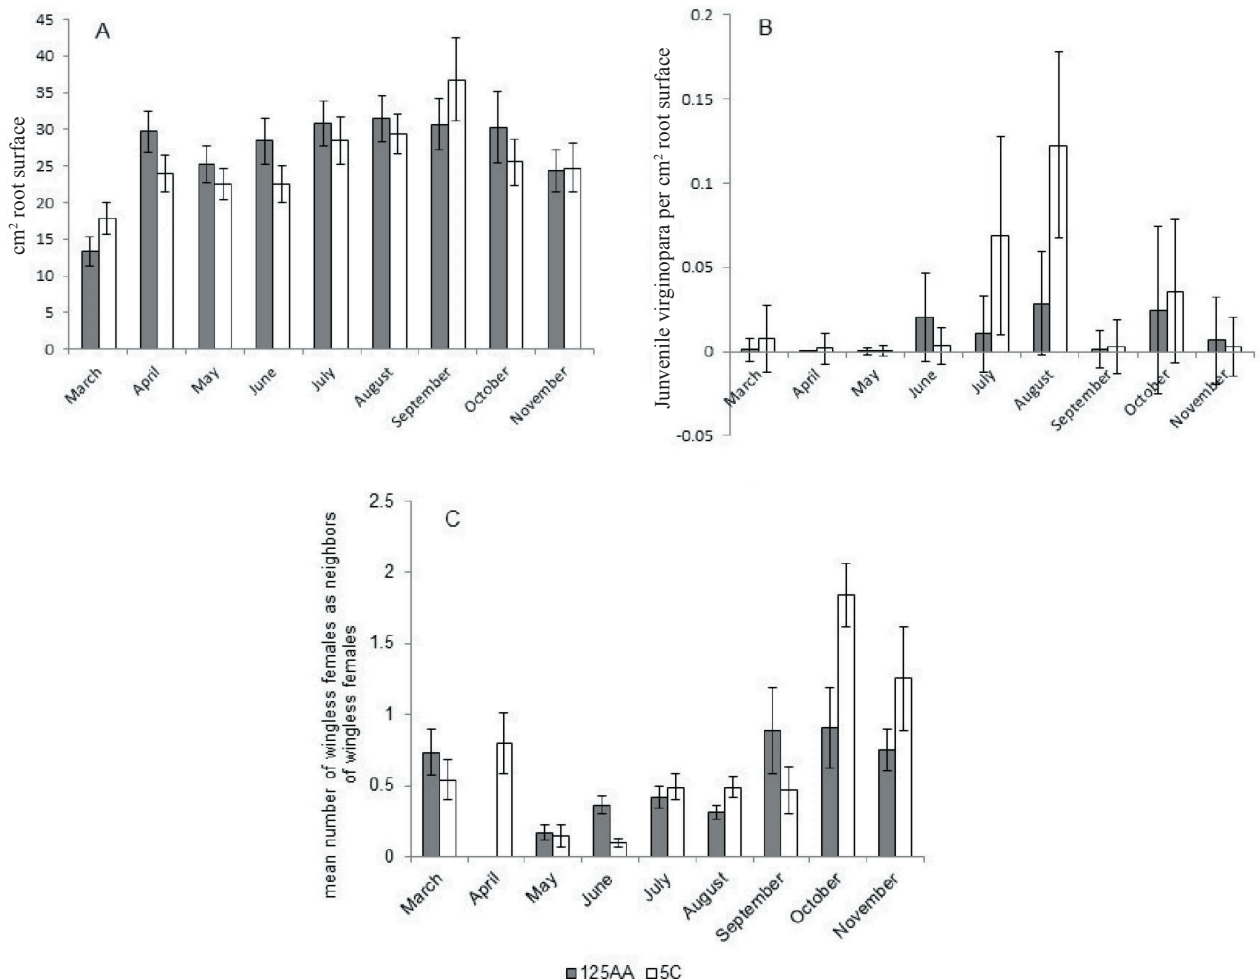 A
cm² root surface
45
40
35
30
25
20
15
10
5
0
March
April
May
June
July
August
September
October
November
B
Junvenile virginopara per cm² root surface
0.2
0.15
0.1
0.05
0
-0.05
March
April
May
June
July
August
September
October
November
C
mean number of wingless females as neighbors
of wingless females
2.5
2
1.5
1
0.5
0
March
April
May
June
July
August
September
October
November
125AA 5C